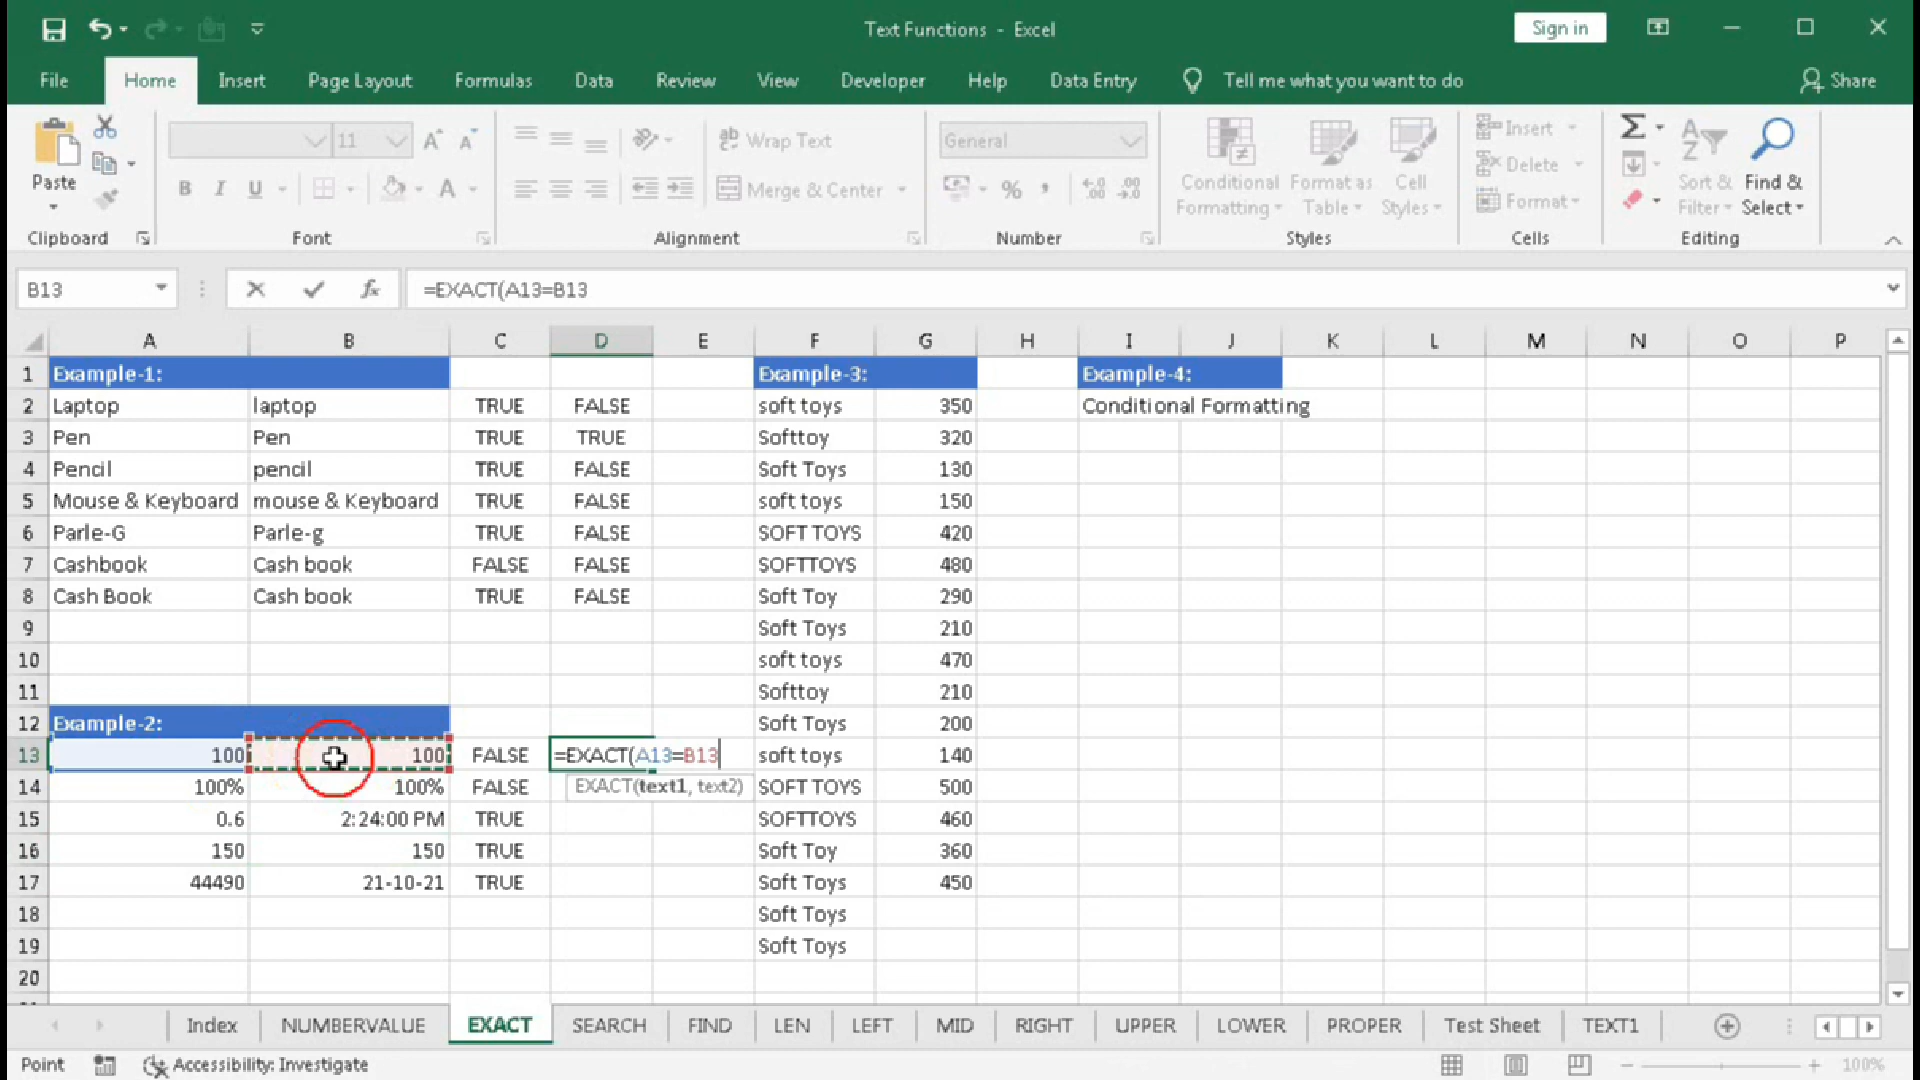 Text Functions - Excel
Sign in
File Home Insert Page Layout Formulas Data Review View Developer Help Data Entry Tell me what you want to do Share
11 Wrap Text General Insert
Paste Conditional Format as Cell Delete Sort & Find &
B I U A Merge & Center % , Formatting Table Styles Format Filter Select
Clipboard Font Alignment Number Styles Cells Editing
B13 fx =EXACT(A13=B13
A B C D E F G H I J K L M N O P
1 Example-1: Example-3: Example-4:
2 Laptop laptop TRUE FALSE soft toys 350 Conditional Formatting
3 Pen Pen TRUE TRUE Softtoy 320
4 Pencil pencil TRUE FALSE Soft Toys 130
5 Mouse & Keyboard mouse & Keyboard TRUE FALSE soft toys 150
6 Parle-G Parle-g TRUE FALSE SOFT TOYS 420
7 Cashbook Cash book FALSE FALSE SOFTTOYS 480
8 Cash Book Cash book TRUE FALSE Soft Toy 290
9 Soft Toys 210
10 soft toys 470
11 Softtoy 210
12 Example-2: Soft Toys 200
13 100 100 FALSE =EXACT(A13=B13 soft toys 140
14 100% 100% FALSE EXACT(text1, text2) SOFT TOYS 500
15 0.6 2:24:00 PM TRUE SOFTTOYS 460
16 150 150 TRUE Soft Toy 360
17 44490 21-10-21 TRUE Soft Toys 450
18 Soft Toys
19 Soft Toys
20
Index NUMBERVALUE EXACT SEARCH FIND LEN LEFT MID RIGHT UPPER LOWER PROPER Test Sheet TEXT1
Point Accessibility: Investigate 100%